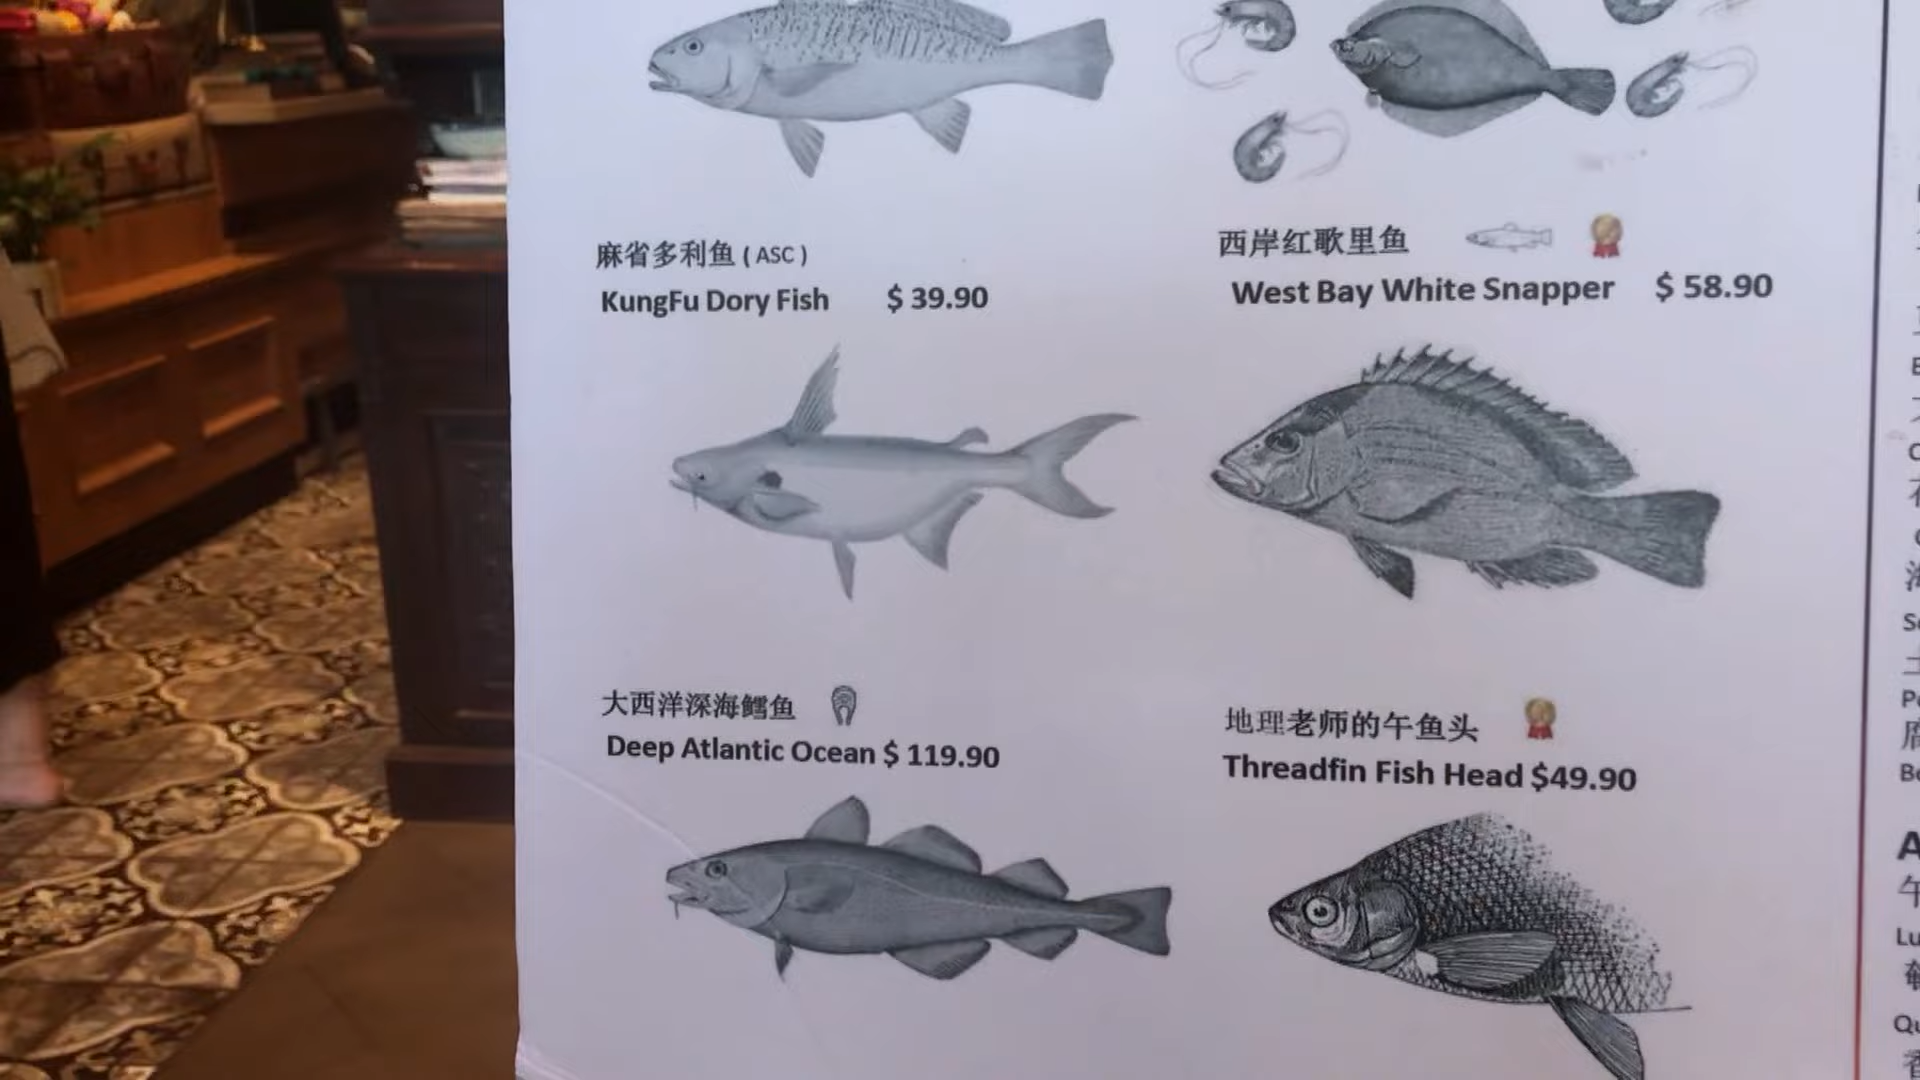 麻省多利鱼 ( ASC )
KungFu Dory Fish $ 39.90
西岸红歌里鱼
West Bay White Snapper $ 58.90
大西洋深海鳕鱼
Deep Atlantic Ocean $ 119.90
地理老师的午鱼头
Threadfin Fish Head $49.90